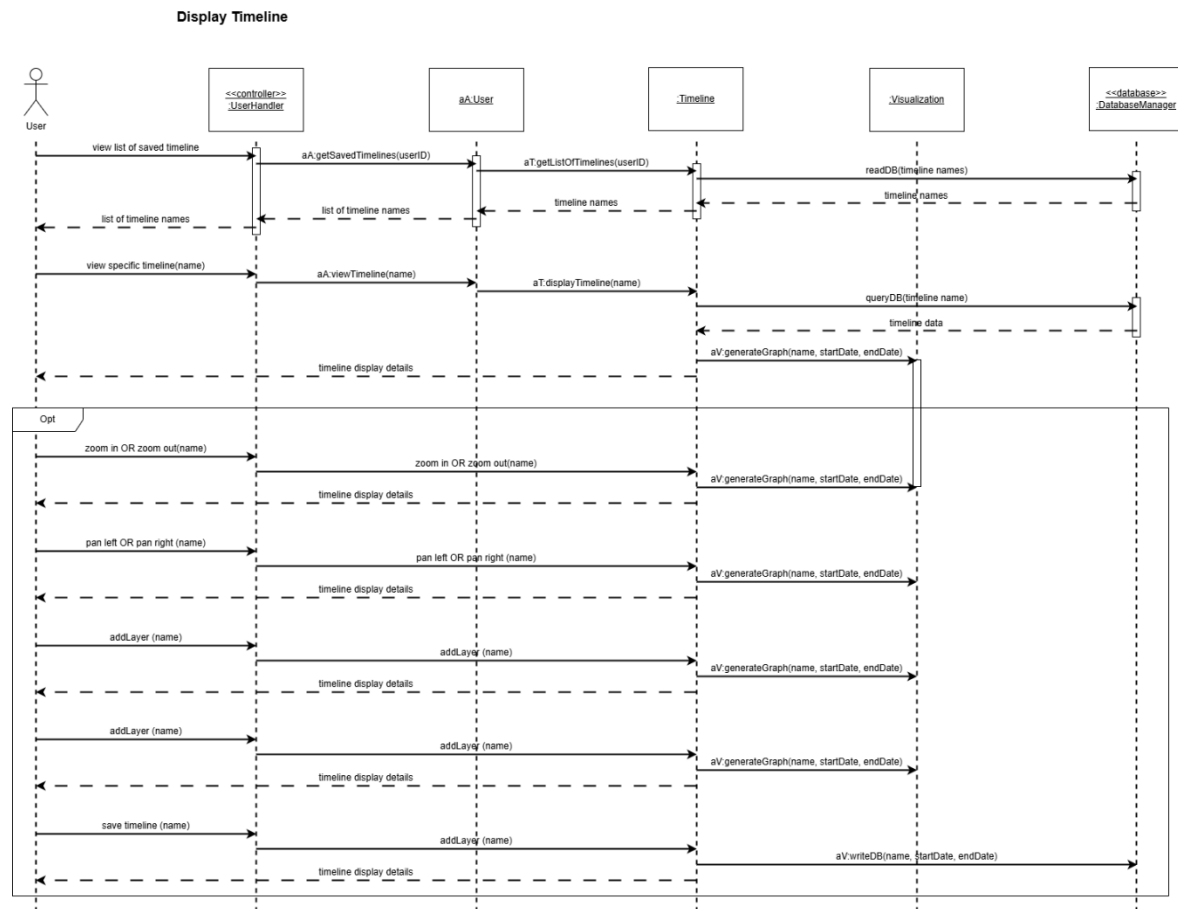 Display Timeline
User
<<controller>>
:UserHandler
aA:User
:Timeline
:Visualization
<<database>>
:DatabaseManager
view list of saved timeline
aA:getSavedTimelines(userID)
aT:getListOfTimelines(userID)
readDB(timeline names)
timeline names
timeline names
list of timeline names
list of timeline names
view specific timeline(name)
aA:viewTimeline(name)
aT:displayTimeline(name)
queryDB(timeline name)
timeline data
aV:generateGraph(name, startDate, endDate)
timeline display details
Opt
zoom in OR zoom out(name)
zoom in OR zoom out(name)
aV:generateGraph(name, startDate, endDate)
timeline display details
pan left OR pan right (name)
pan left OR pan right (name)
aV:generateGraph(name, startDate, endDate)
timeline display details
addLayer (name)
addLayer (name)
aV:generateGraph(name, startDate, endDate)
timeline display details
addLayer (name)
addLayer (name)
aV:generateGraph(name, startDate, endDate)
timeline display details
save timeline (name)
addLayer (name)
aV:writeDB(name, startDate, endDate)
timeline display details